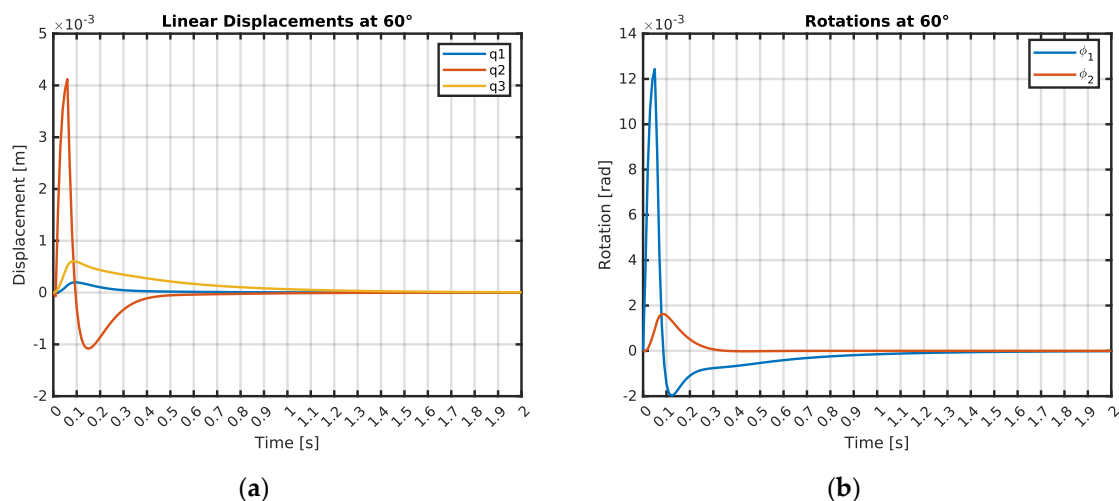 Linear Displacements at 60°
×10⁻³
5
4
3
2
1
0
-1
-2
Displacement [m]
q1
q2
q3
0 0.1 0.2 0.3 0.4 0.5 0.6 0.7 0.8 0.9 1 1.1 1.2 1.3 1.4 1.5 1.6 1.7 1.8 1.9 2
Time [s]
(a)
Rotations at 60°
×10⁻³
14
12
10
8
6
4
2
0
-2
Rotation [rad]
ϕ₁
ϕ₂
0 0.1 0.2 0.3 0.4 0.5 0.6 0.7 0.8 0.9 1 1.1 1.2 1.3 1.4 1.5 1.6 1.7 1.8 1.9 2
Time [s]
(b)